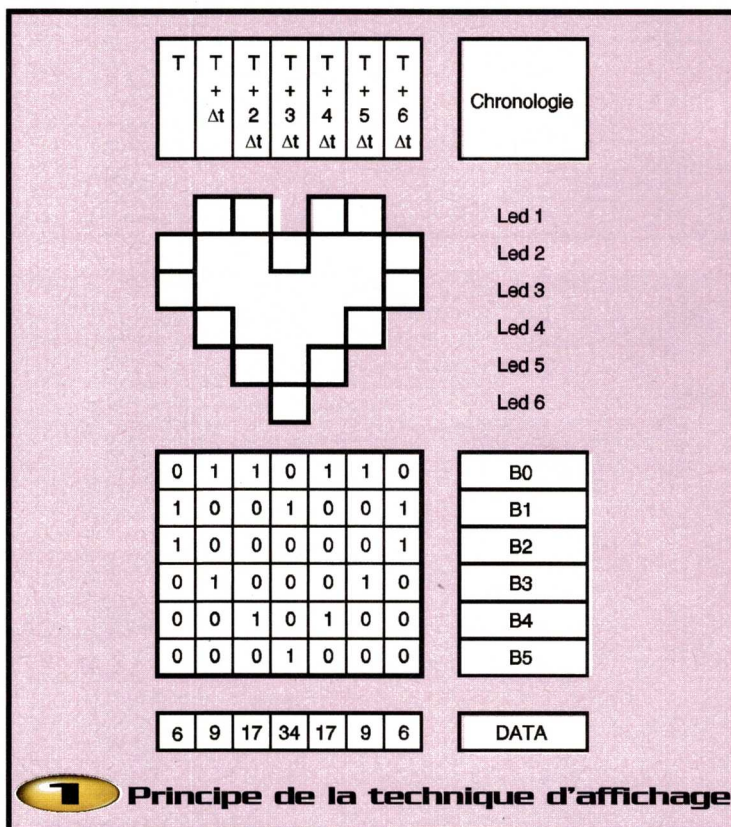 T T T T T T T Chronologie
+ + + + + +
Δt 2 3 4 5 6
Δt Δt Δt Δt Δt
Led 1
Led 2
Led 3
Led 4
Led 5
Led 6
0 1 1 0 1 1 0 B0
1 0 0 1 0 0 1 B1
1 0 0 0 0 0 1 B2
0 1 0 0 0 1 0 B3
0 0 1 0 1 0 0 B4
0 0 0 1 0 0 0 B5
6 9 17 34 17 9 6 DATA
1 Principe de la technique d'affichage